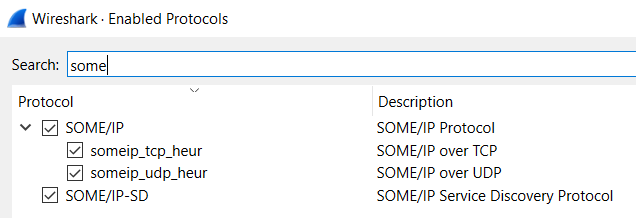 Wireshark · Enabled Protocols
Search: some
Protocol Description
SOME/IP SOME/IP Protocol
someip_tcp_heur SOME/IP over TCP
someip_udp_heur SOME/IP over UDP
SOME/IP-SD SOME/IP Service Discovery Protocol